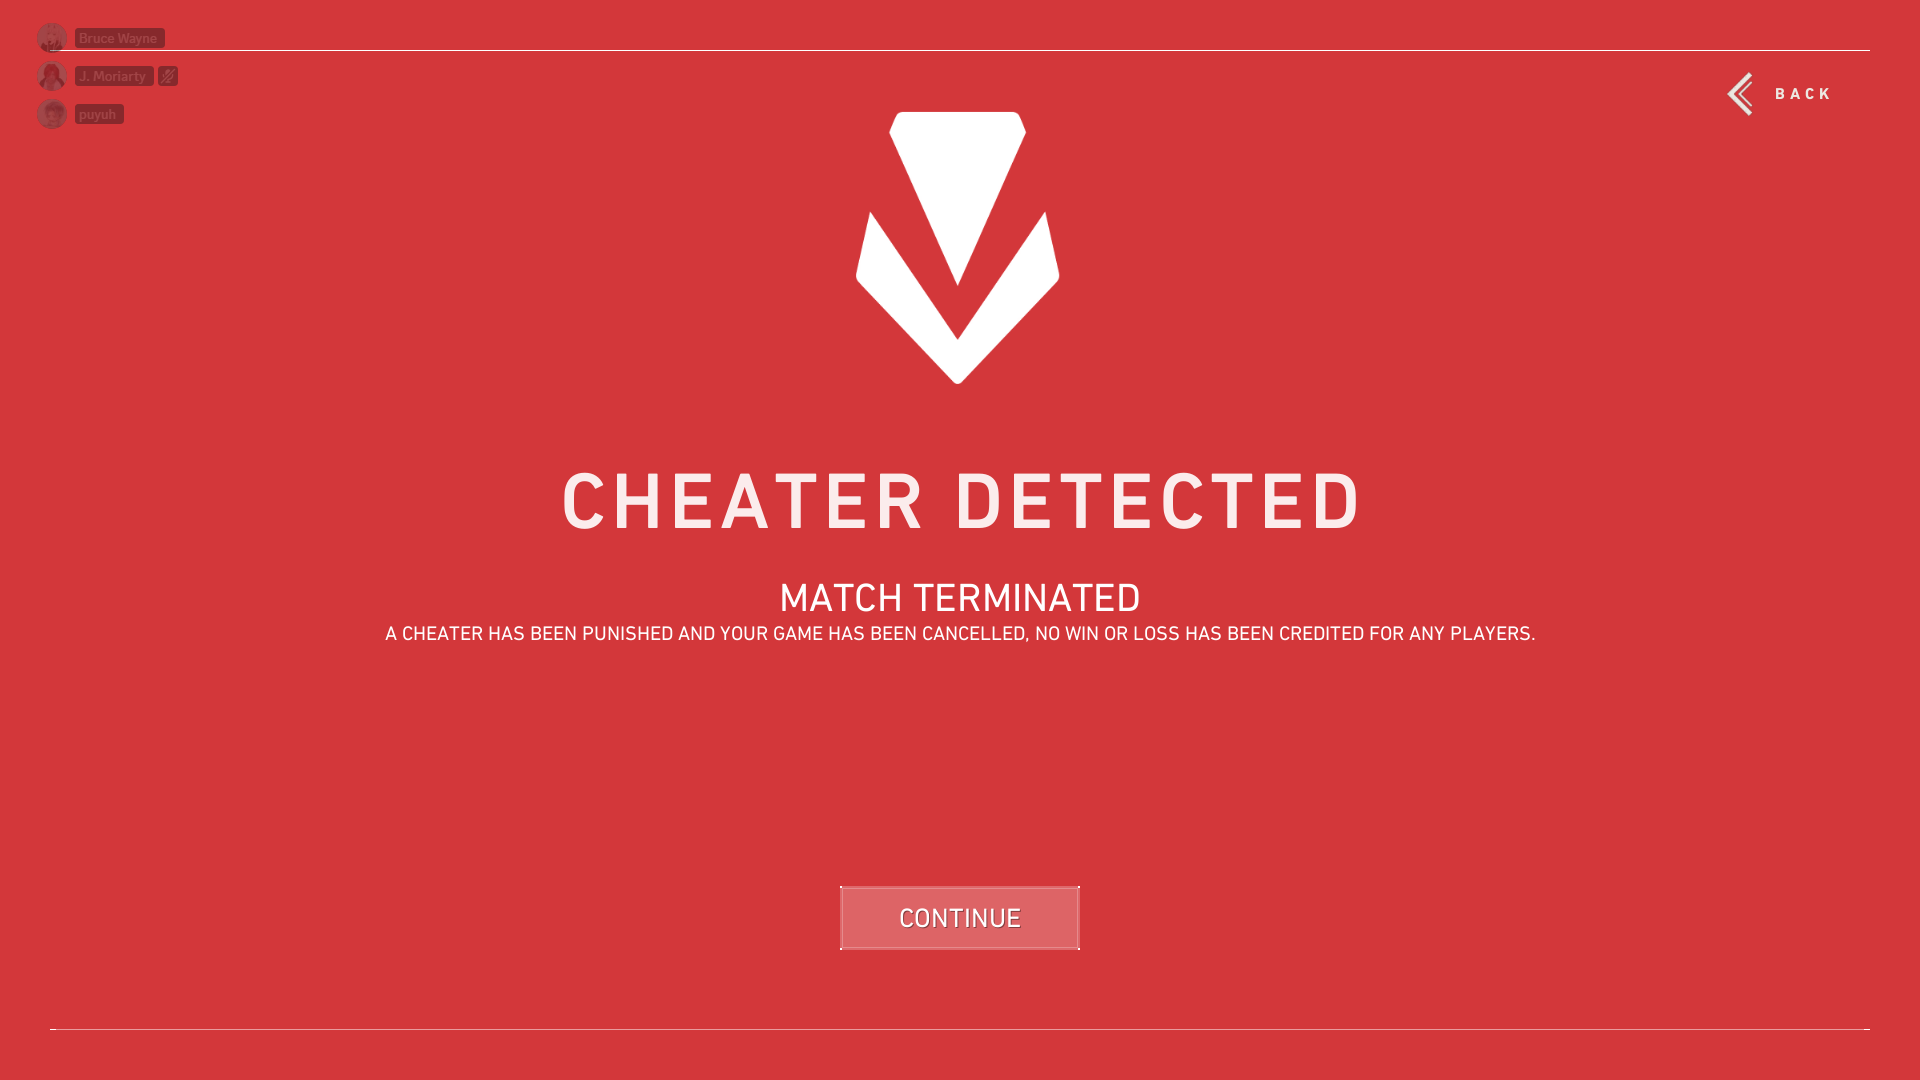 Bruce Wayne
J. Moriarty
puyuh
BACK
CHEATER DETECTED
MATCH TERMINATED
A CHEATER HAS BEEN PUNISHED AND YOUR GAME HAS BEEN CANCELLED, NO WIN OR LOSS HAS BEEN CREDITED FOR ANY PLAYERS.
CONTINUE